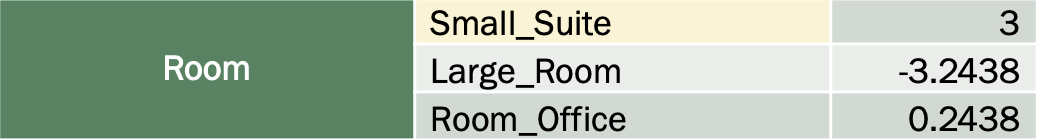 Small_Suite 3
Room Large_Room -3.2438
Room_Office 0.2438